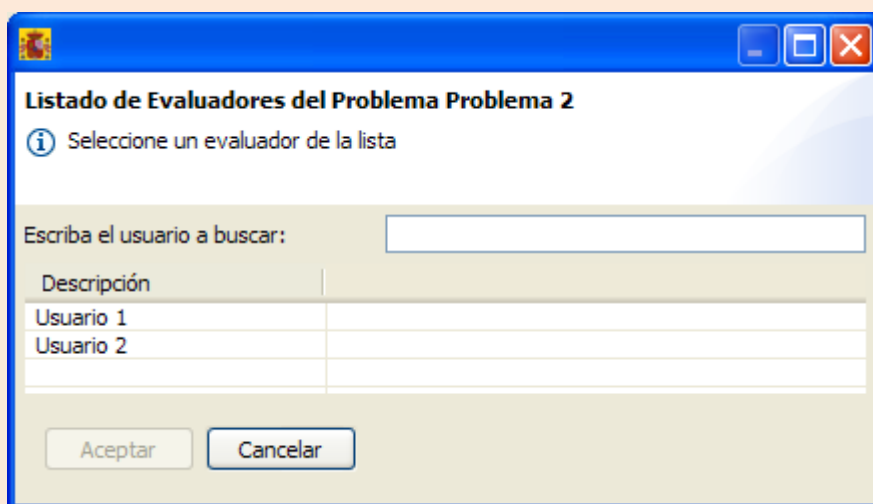 Listado de Evaluadores del Problema Problema 2
Seleccione un evaluador de la lista
Escriba el usuario a buscar:
Descripción
Usuario 1
Usuario 2
Aceptar Cancelar